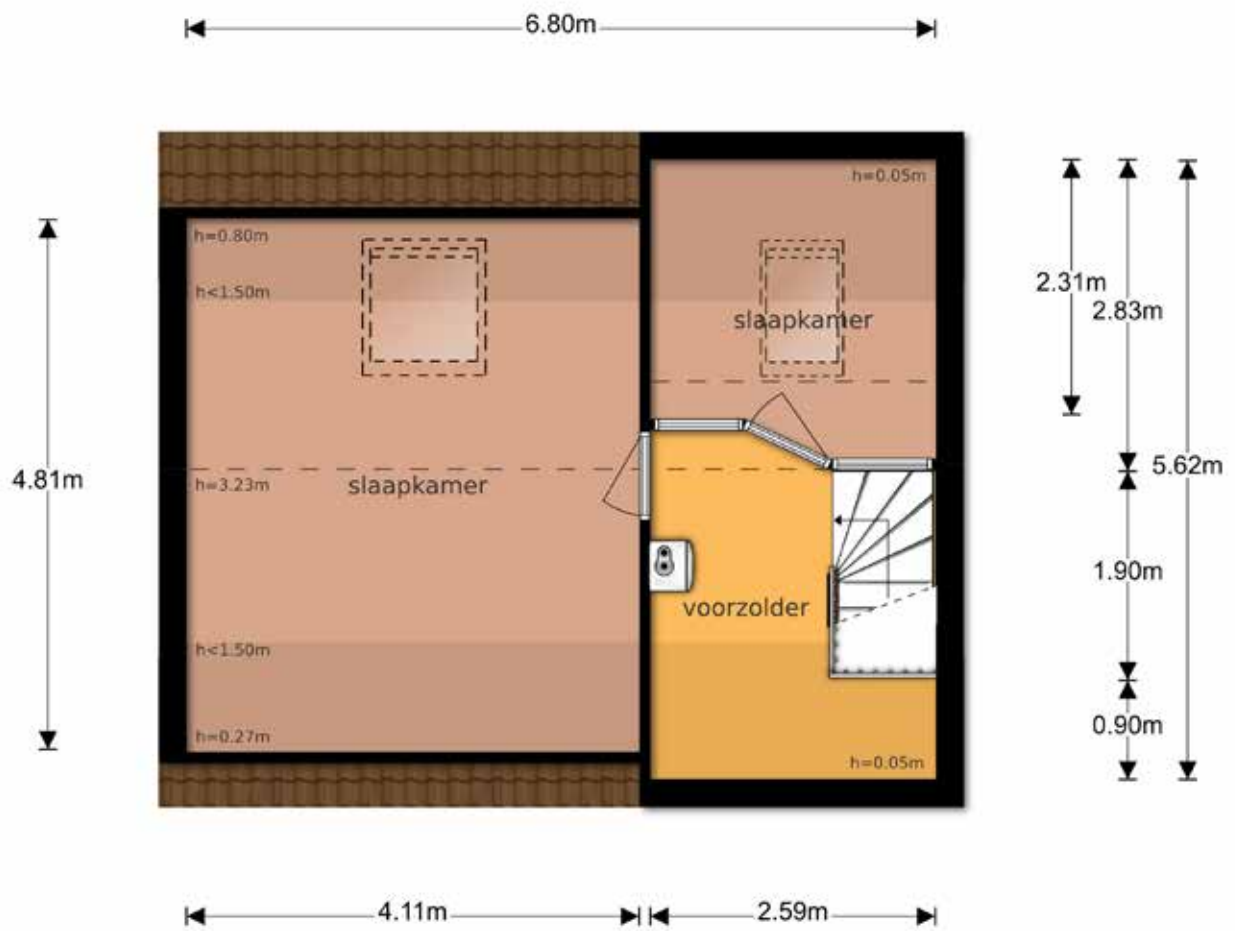 6.80m
h=0.05m
h=0.80m
2.31m
h<1.50m
2.83m
slaapkamer
5.62m
4.81m
h=3.23m
slaapkamer
1.90m
voorzolder
h<1.50m
0.90m
h=0.27m
h=0.05m
4.11m
2.59m